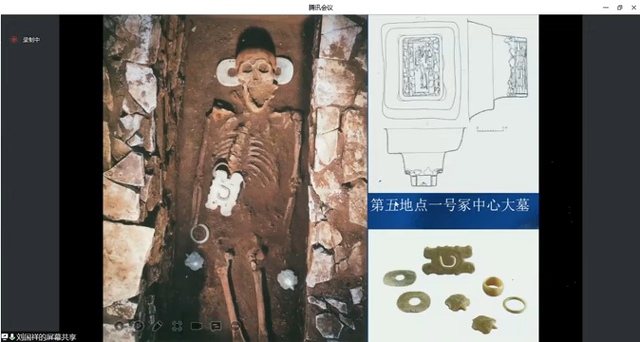 腾讯会议
录制中
第五地点一号冢中心大墓
刘国祥的屏幕共享